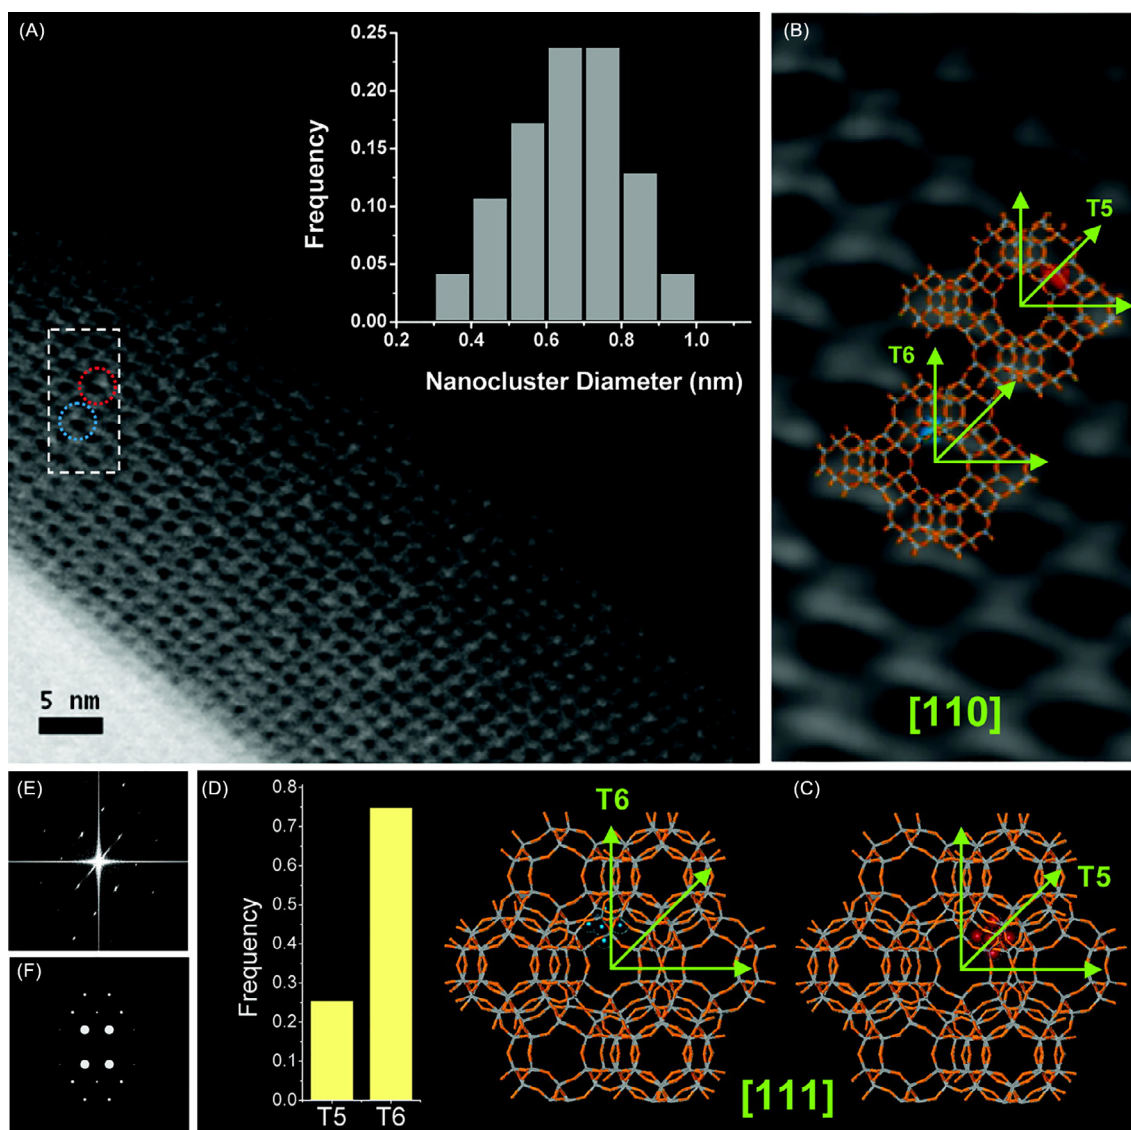 (A)
0.25
0.20
0.15
0.10
0.05
0.00
Frequency
0.2 0.4 0.6 0.8 1.0
Nanocluster Diameter (nm)
5 nm
(B)
T5
T6
[110]
(E)
(F)
(D)
0.8
0.7
0.6
0.5
0.4
0.3
0.2
0.1
0.0
Frequency
T5 T6
T6
(C)
T5
[111]